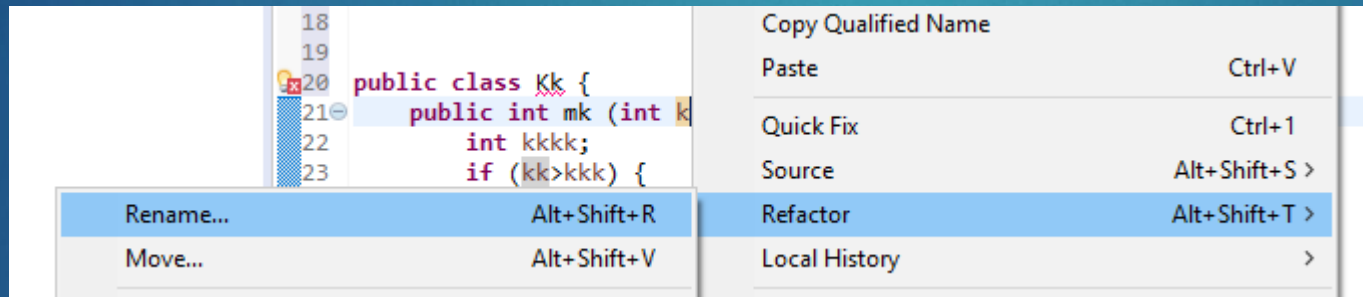 18
19
20 public class Kk {
21 public int mk (int k
22 int kkkk;
23 if (kk>kkk) {
Copy Qualified Name
Paste Ctrl+V
Quick Fix Ctrl+1
Source Alt+Shift+S >
Refactor Alt+Shift+T >
Local History >
Rename... Alt+Shift+R
Move... Alt+Shift+V